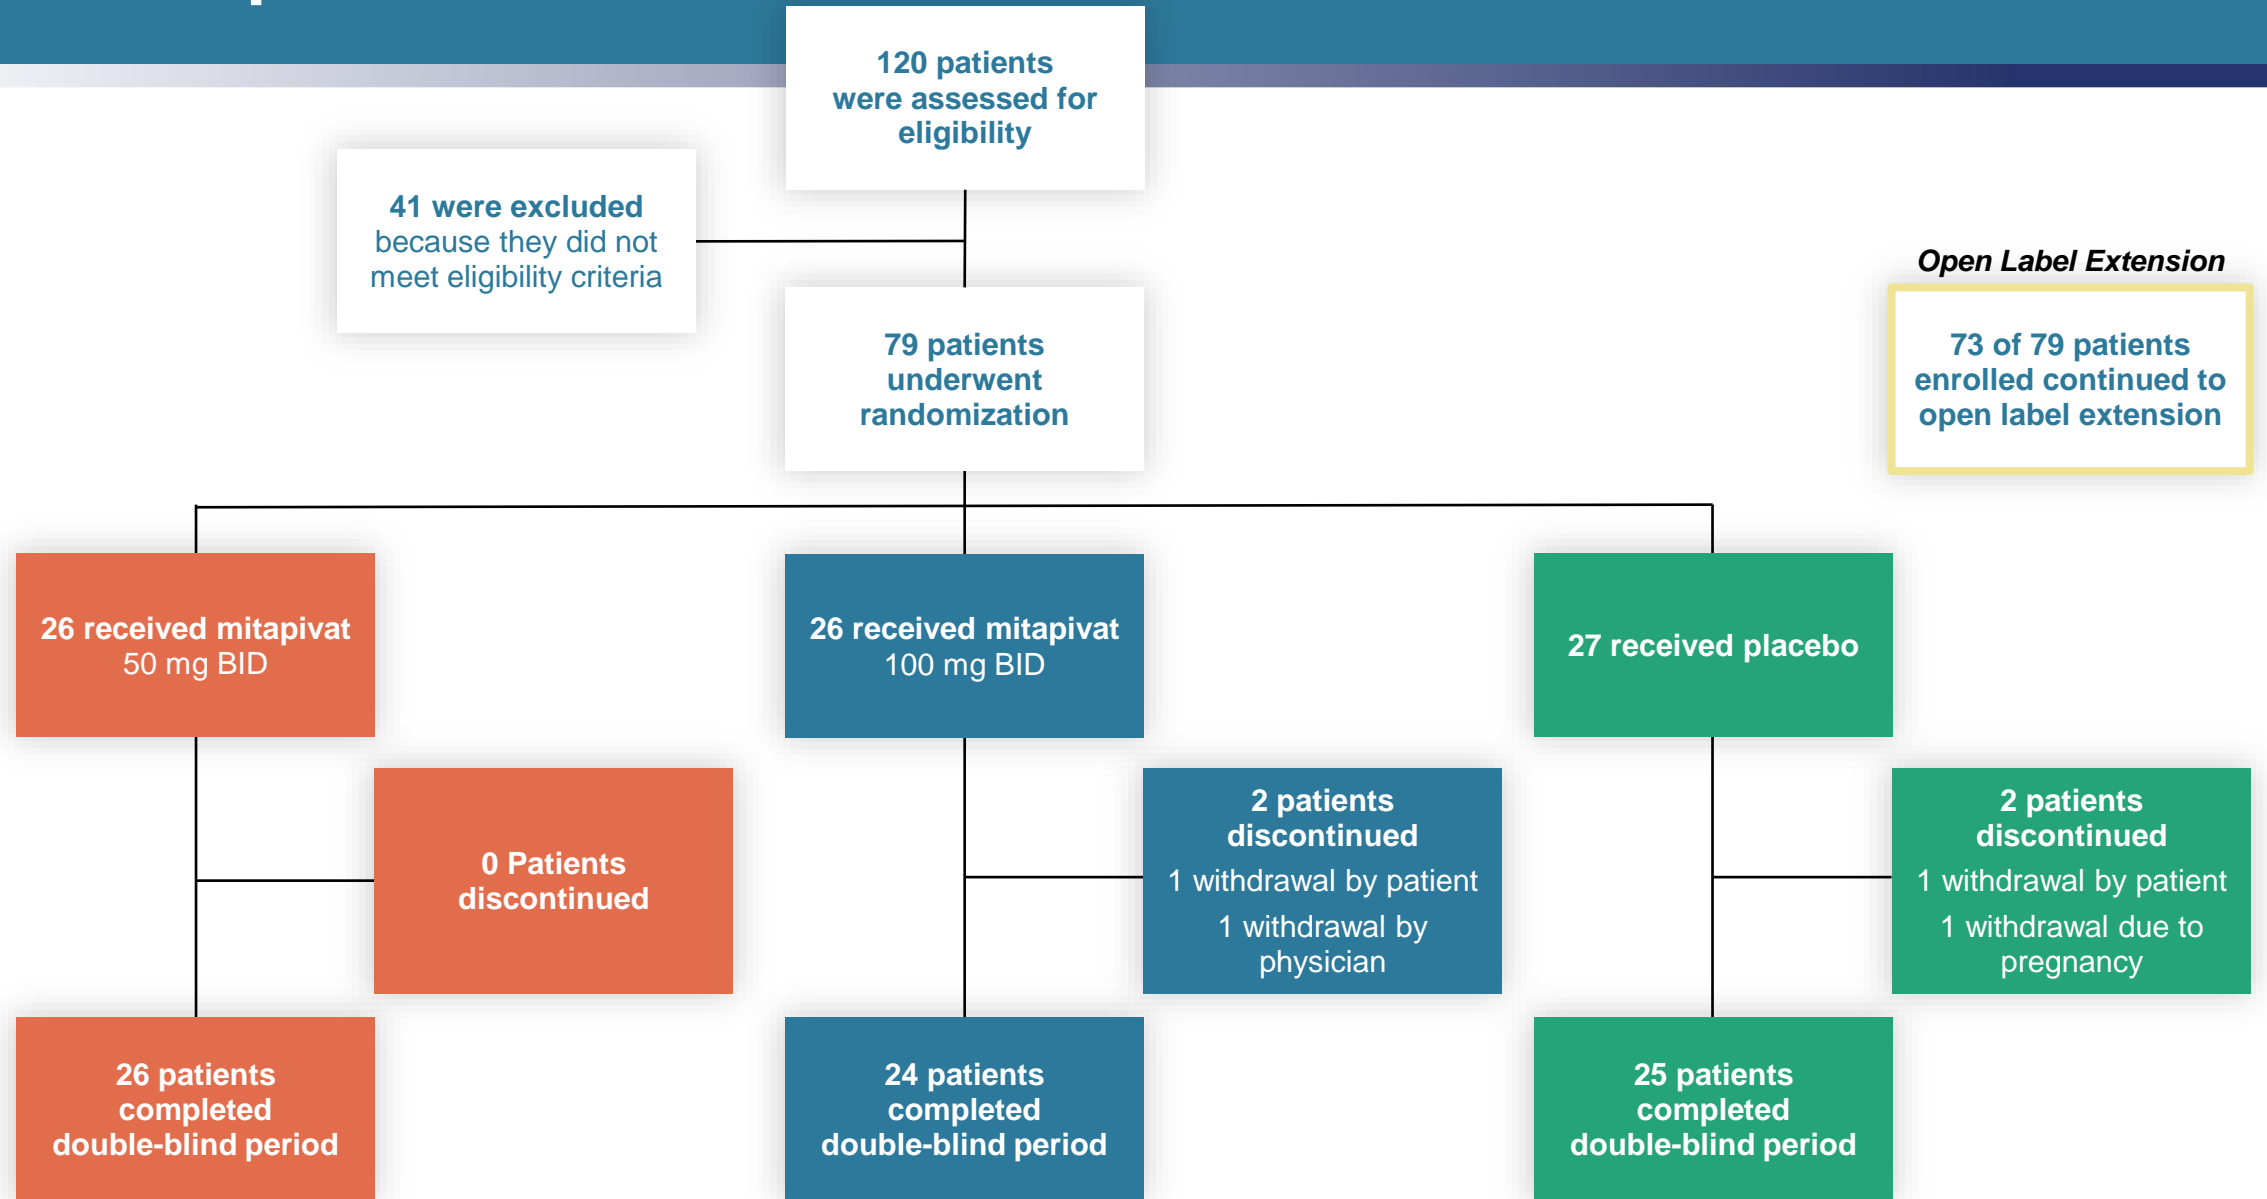 120 patients
were assessed for
eligibility
41 were excluded
because they did not
meet eligibility criteria
79 patients
underwent
randomization
Open Label Extension
73 of 79 patients
enrolled continued to
open label extension
26 received mitapivat
50 mg BID
26 received mitapivat
100 mg BID
27 received placebo
0 Patients
discontinued
2 patients
discontinued
1 withdrawal by patient
1 withdrawal by
physician
2 patients
discontinued
1 withdrawal by patient
1 withdrawal due to
pregnancy
26 patients
completed
double-blind period
24 patients
completed
double-blind period
25 patients
completed
double-blind period